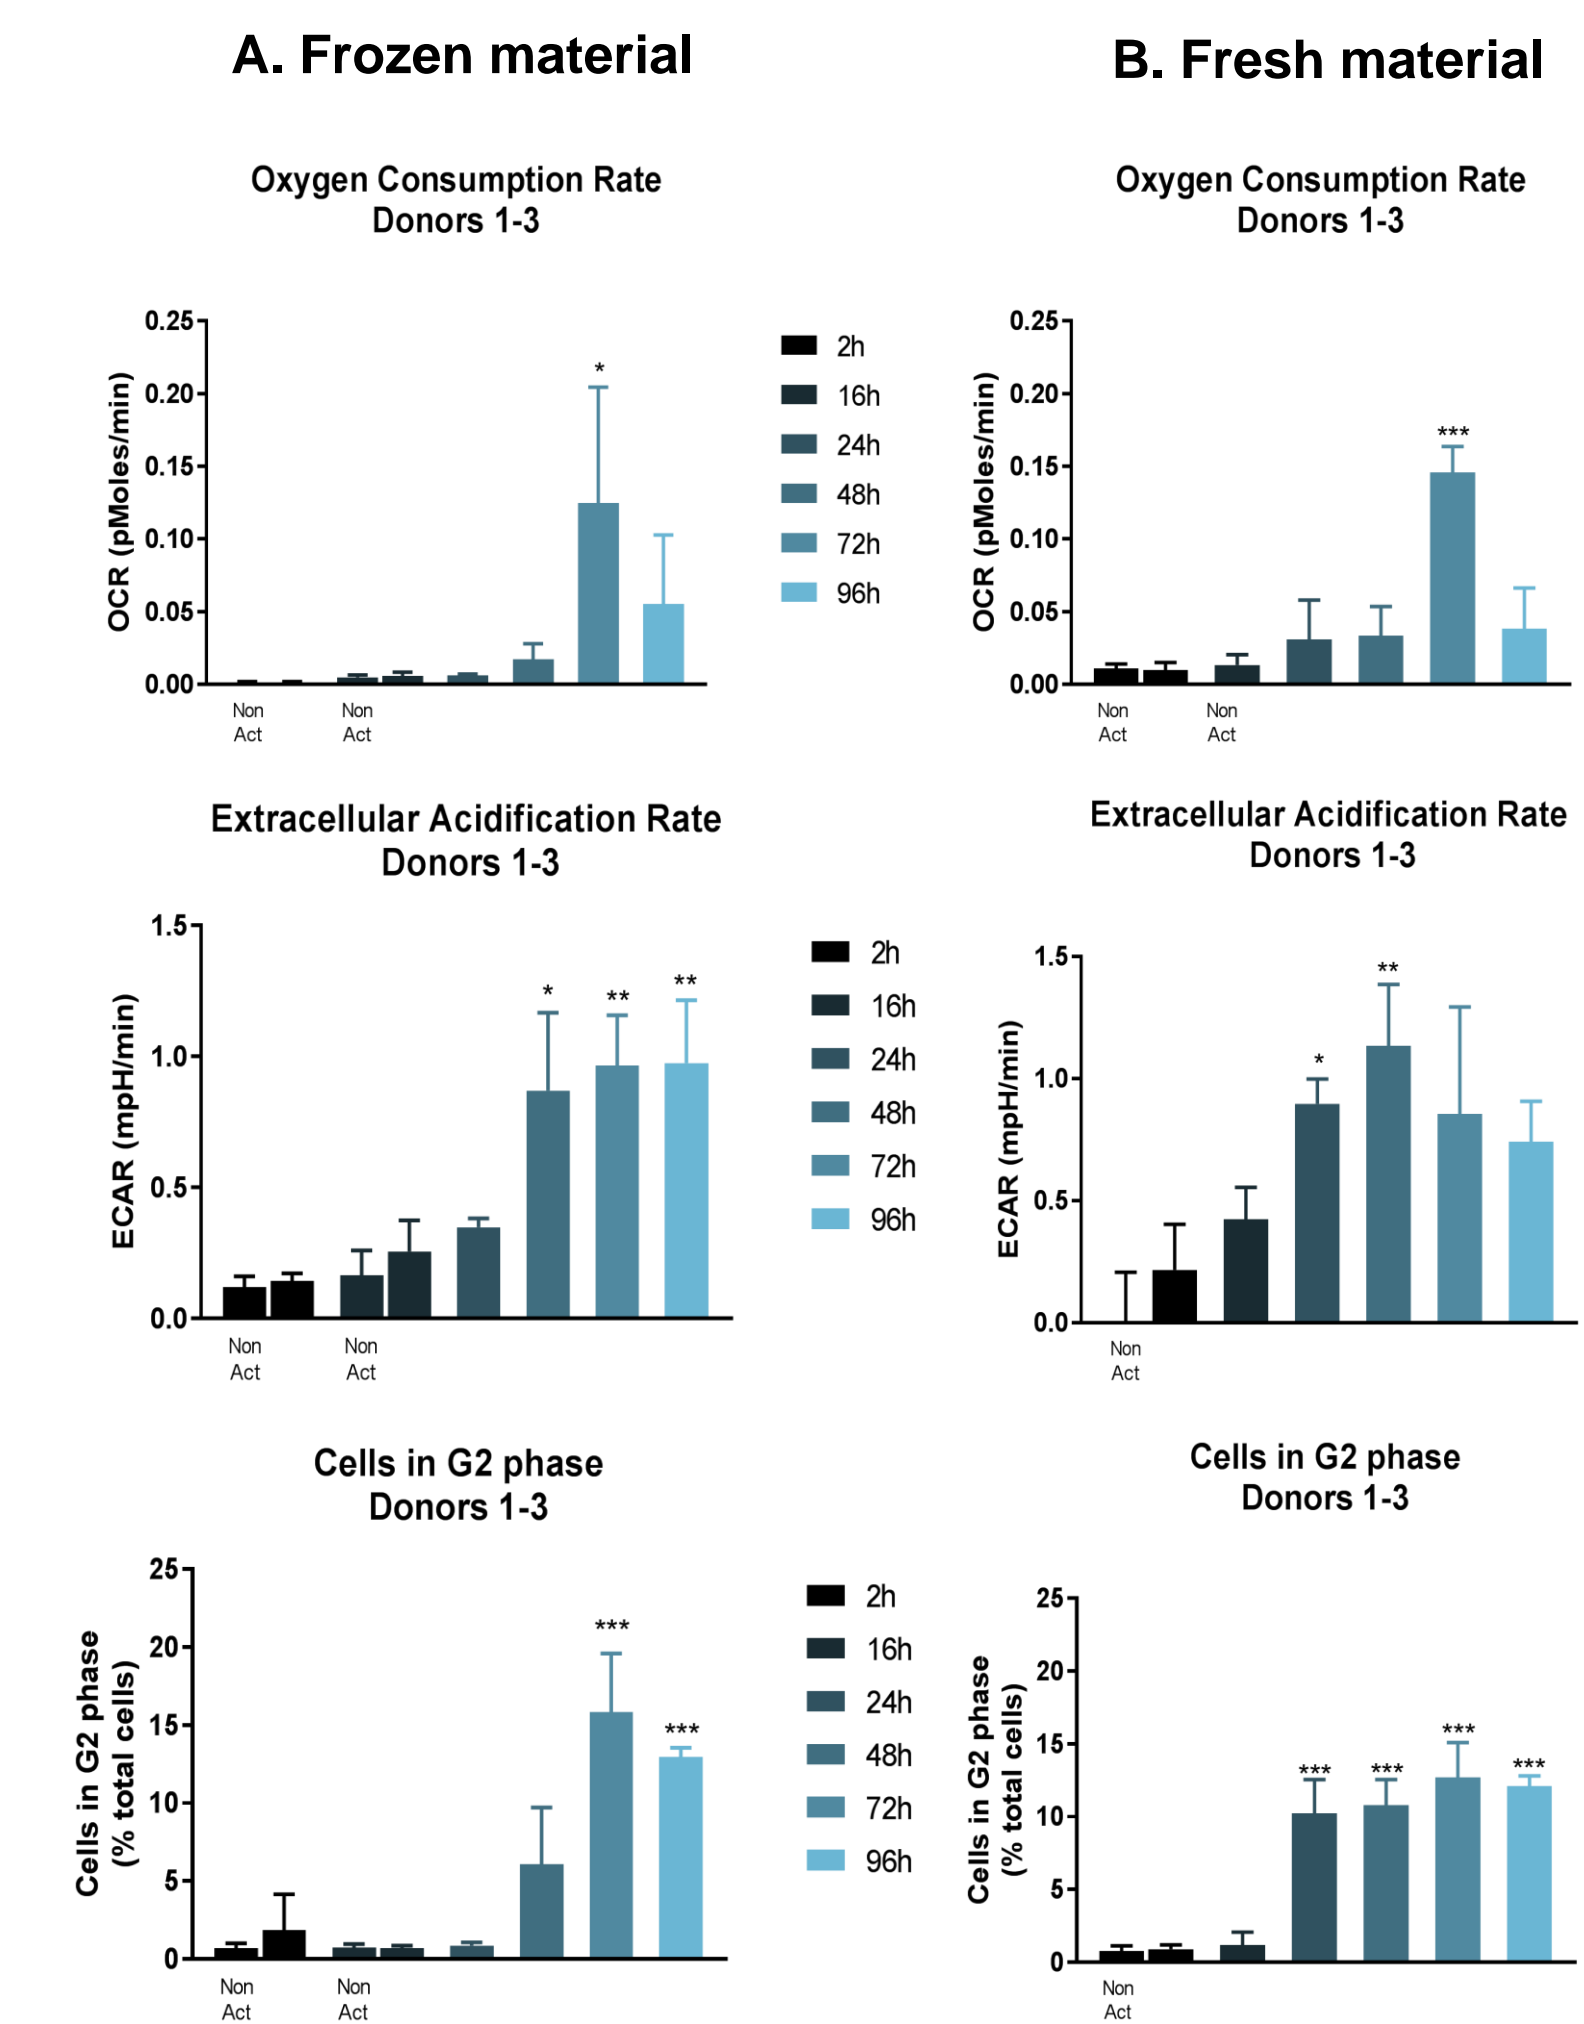 A. Frozen material
B. Fresh material
Oxygen Consumption Rate
Donors 1-3
0.25
0.20
0.15
0.10
0.05
0.00
OCR (pMoles/min)
*
Non
Act
Non
Act
2h
16h
24h
48h
72h
96h
Oxygen Consumption Rate
Donors 1-3
0.25
0.20
0.15
0.10
0.05
0.00
OCR (pMoles/min)
***
Non
Act
Non
Act
Extracellular Acidification Rate
Donors 1-3
1.5
1.0
0.5
0.0
ECAR (mpH/min)
*
**
**
Non
Act
Non
Act
2h
16h
24h
48h
72h
96h
Extracellular Acidification Rate
Donors 1-3
1.5
1.0
0.5
0.0
ECAR (mpH/min)
*
**
Non
Act
Cells in G2 phase
Donors 1-3
25
20
15
10
5
0
Cells in G2 phase
(% total cells)
***
***
Non
Act
Non
Act
2h
16h
24h
48h
72h
96h
Cells in G2 phase
Donors 1-3
25
20
15
10
5
0
Cells in G2 phase
(% total cells)
***
***
***
***
Non
Act